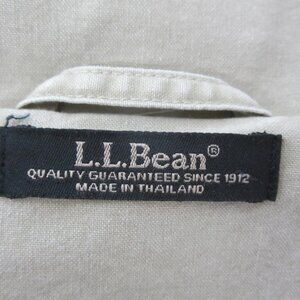 L.L.Bean®
QUALITY GUARANTEED SINCE 1912
MADE IN THAILAND